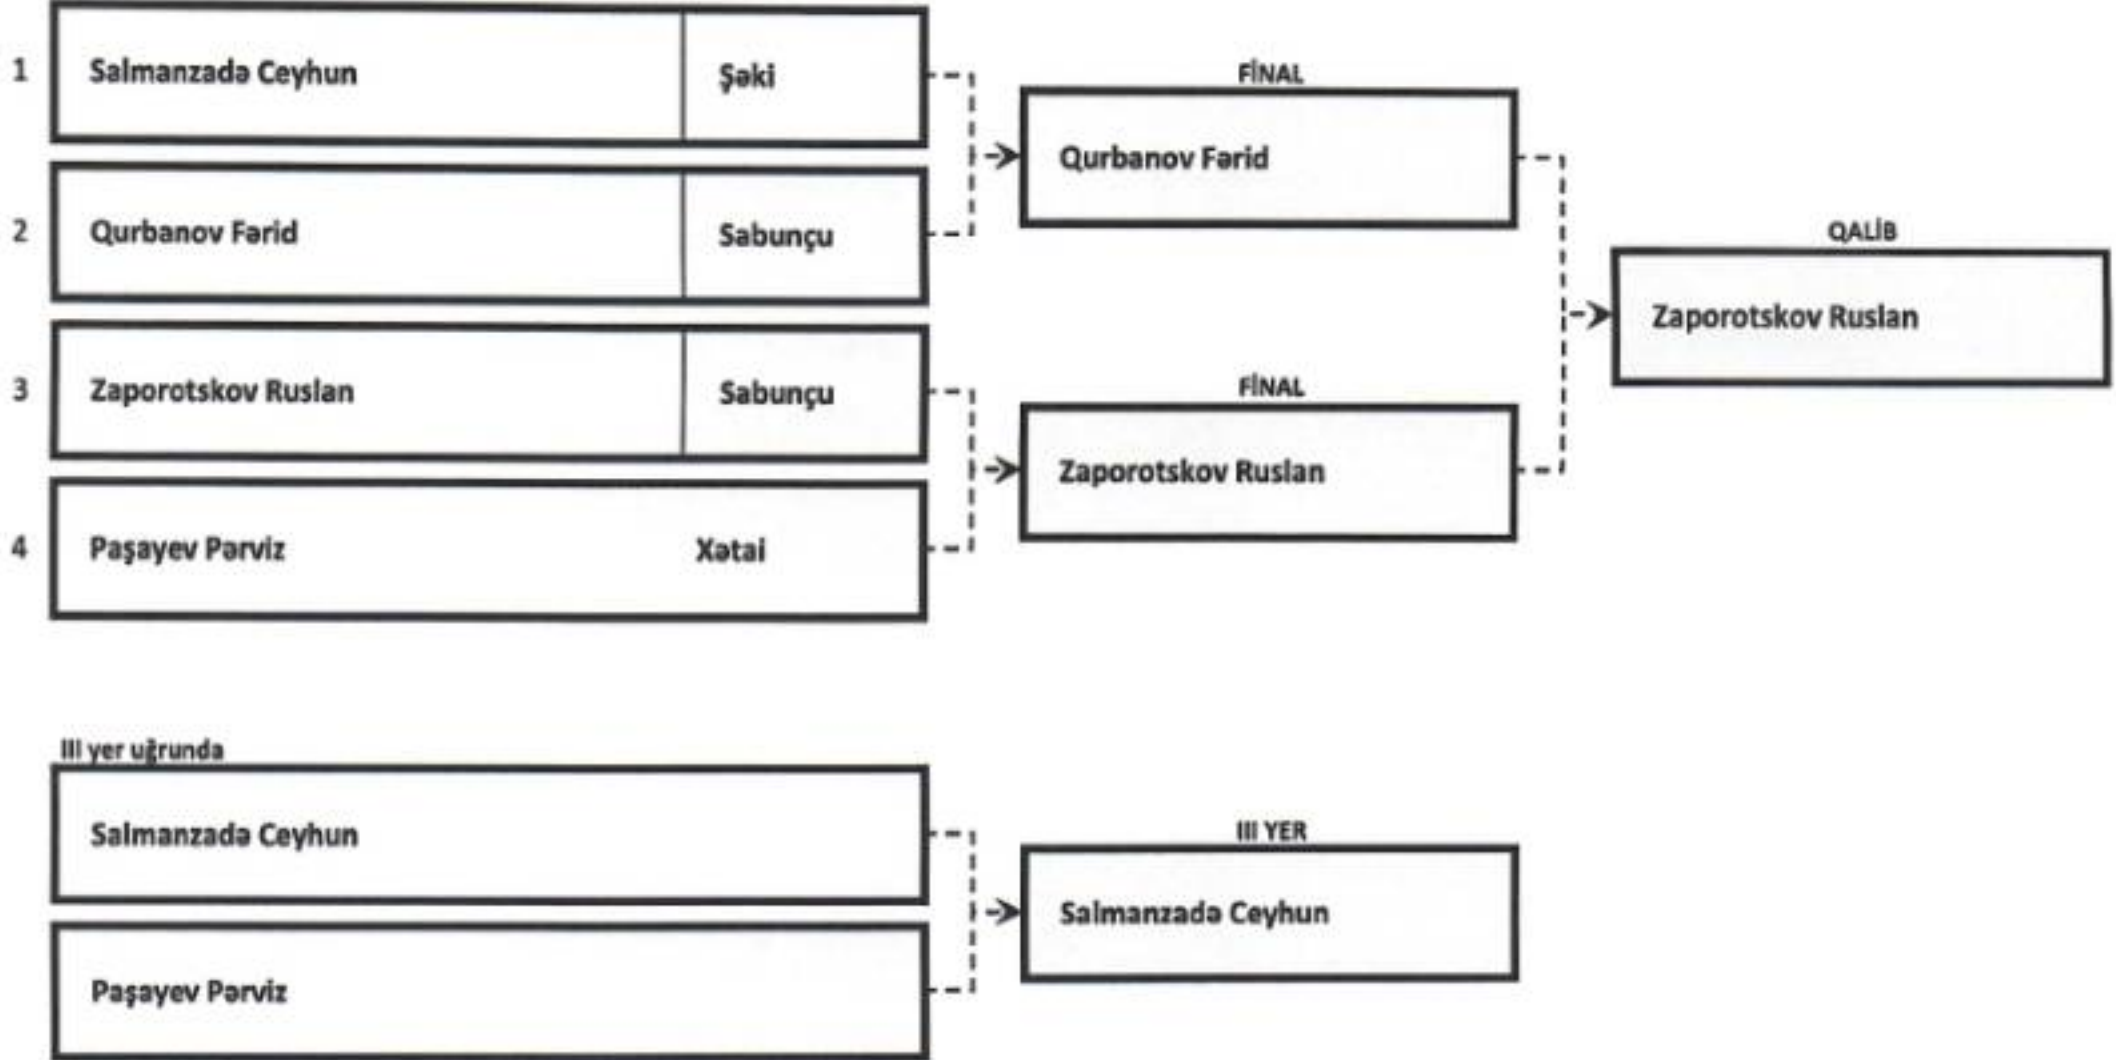 1 Salmanzadə Ceyhun Şəki
2 Qurbanov Fərid Sabunçu
3 Zaporotskov Ruslan Sabunçu
4 Paşayev Pərviz Xətai
FİNAL
Qurbanov Fərid
FİNAL
Zaporotskov Ruslan
QALİB
Zaporotskov Ruslan
III yer uğrunda
Salmanzadə Ceyhun
Paşayev Pərviz
III YER
Salmanzadə Ceyhun